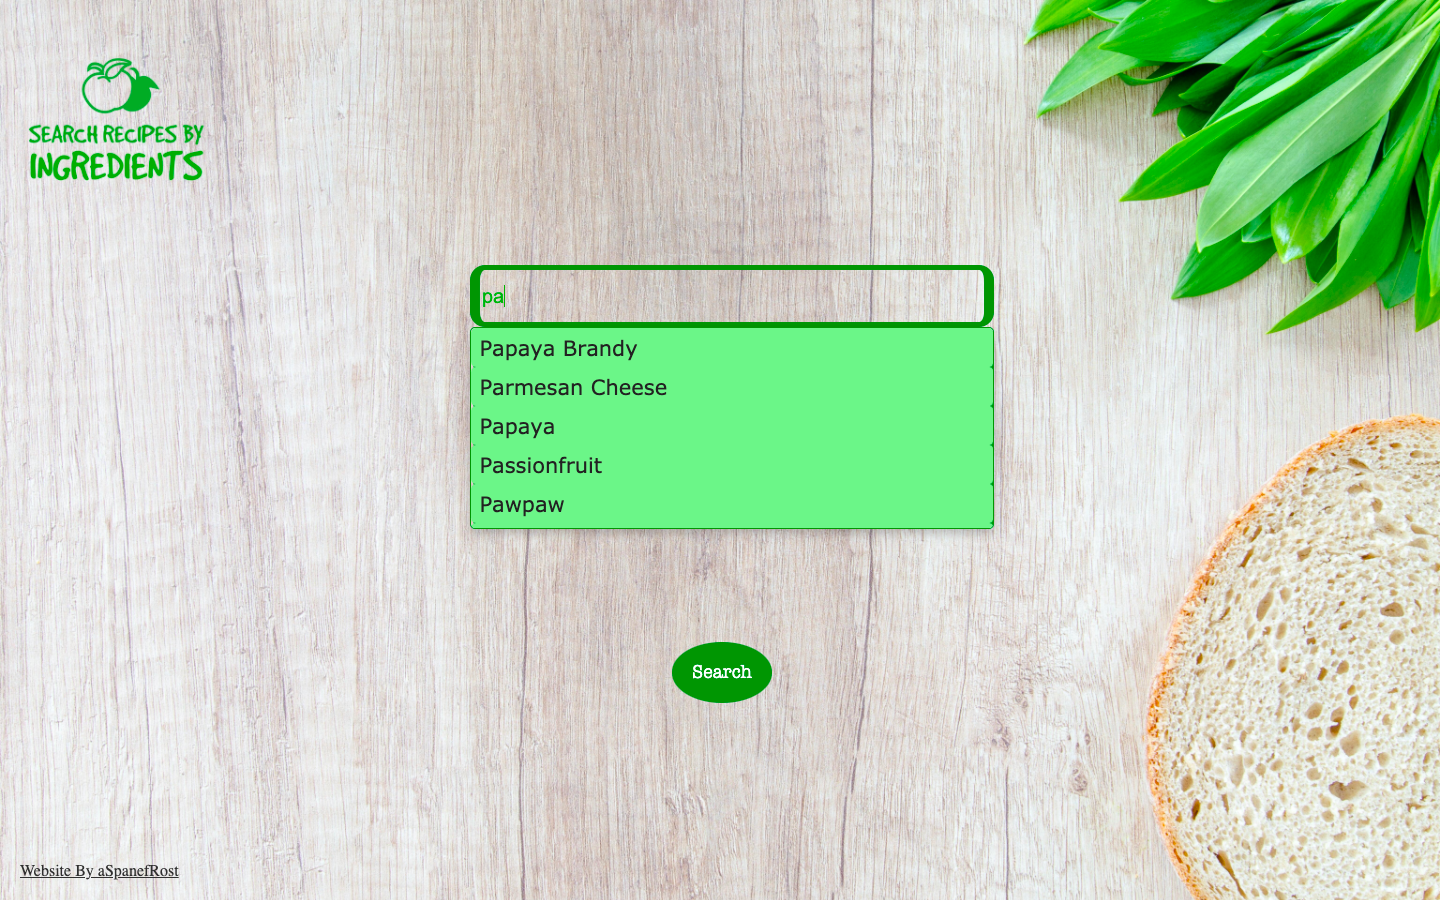 SEARCH RECIPES BY
INGREDIENTS
pa
Papaya Brandy
Parmesan Cheese
Papaya
Passionfruit
Pawpaw
Search
Website By aSpanefRost